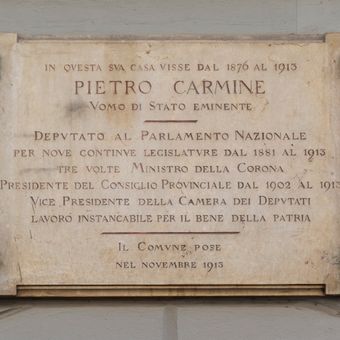 IN QVESTA SVA CASA VISSE DAL 1876 AL 1913
PIETRO CARMINE
VOMO DI STATO EMINENTE
DEPVTATO AL PARLAMENTO NAZIONALE
PER NOVE CONTINVE LEGISLATVRE DAL 1881 AL 1913
TRE VOLTE MINISTRO DELLA CORONA
PRESIDENTE DEL CONSIGLIO PROVINCIALE DAL 1902 AL 1913
VICE PRESIDENTE DELLA CAMERA DEI DEPVTATI
LAVORÒ INSTANCABILE PER IL BENE DELLA PATRIA
IL COMVNE POSE
NEL NOVEMBRE 1913